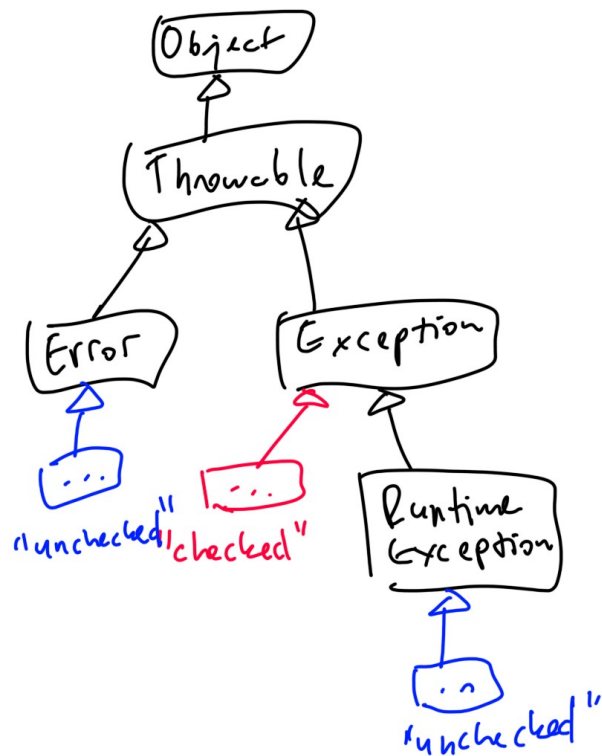 Object
Throwable
Error
Exception
...
"unchecked"
...
"checked"
Runtime
Exception
...
"unchecked"